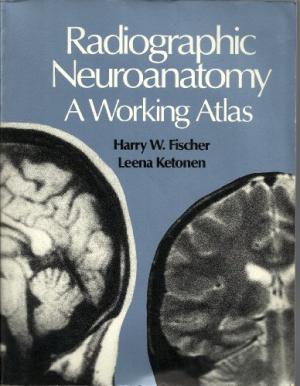 Radiographic
Neuroanatomy
A Working Atlas
Harry W. Fischer
Leena Ketonen